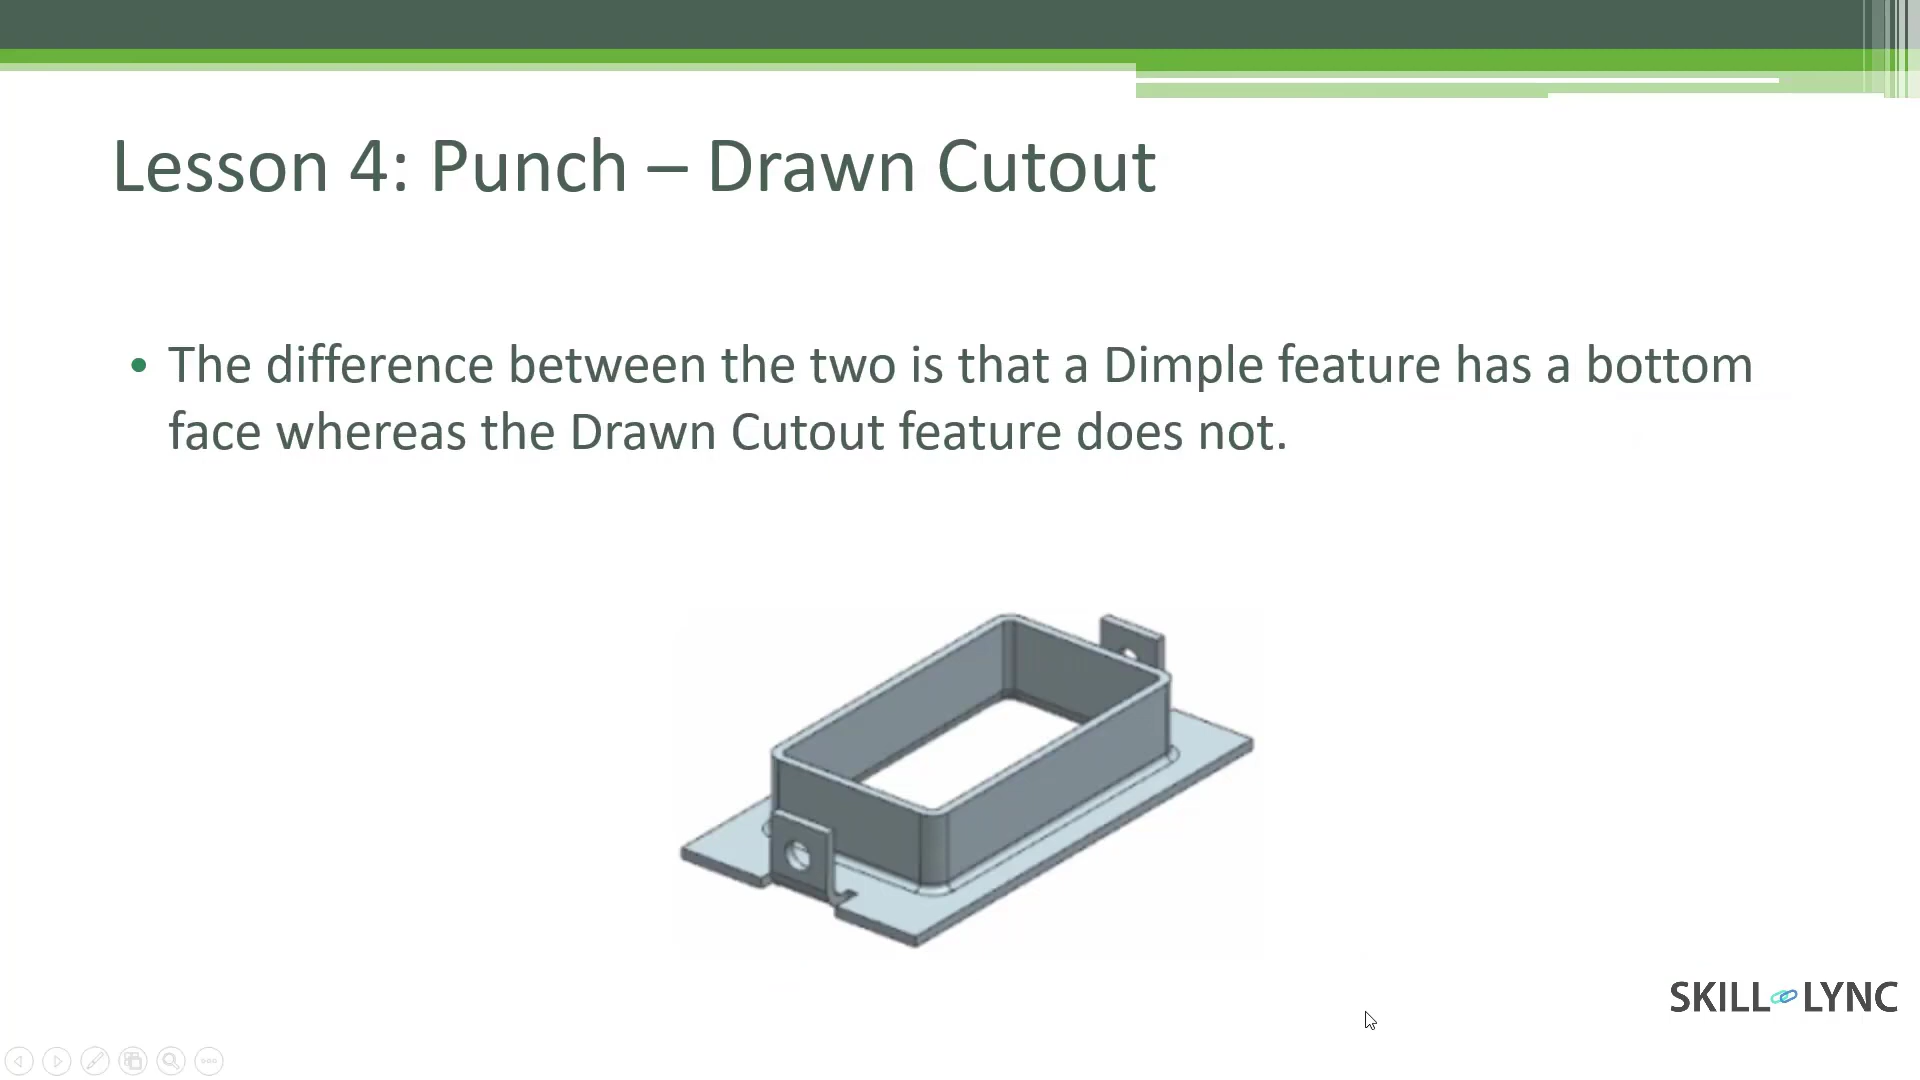 Lesson 4: Punch – Drawn Cutout
• The difference between the two is that a Dimple feature has a bottom
face whereas the Drawn Cutout feature does not.
SKILL LYNC